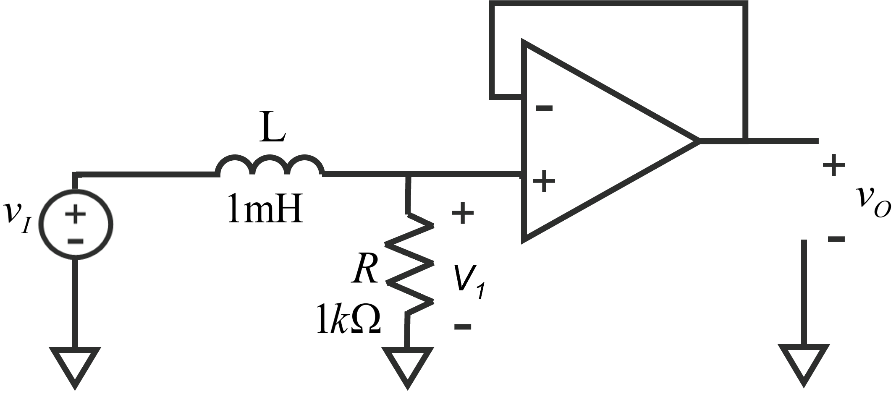 L
1mH
v_I
+
-
-
+
R
1kΩ
+
V_1
-
+
v_O
-